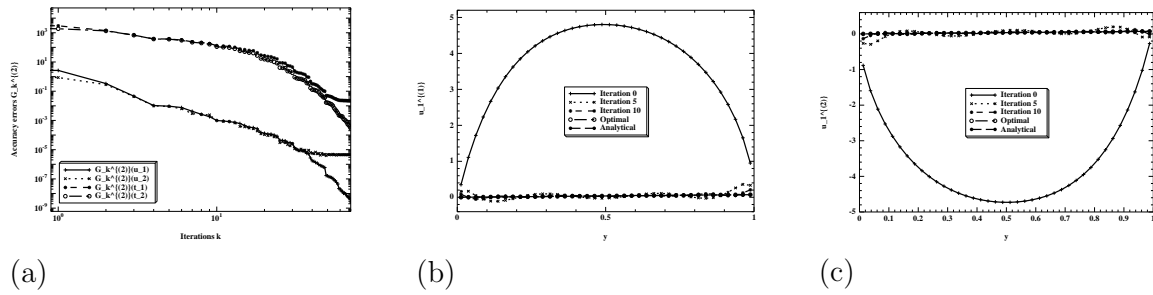 10^3
10^1
10^-1
10^-3
10^-5
10^-7
10^-9
Accuracy errors G_k^{(2)}
G_k^{(2)}(u_1)
G_k^{(2)}(u_2)
G_k^{(2)}(t_1)
G_k^{(2)}(t_2)
10^0
10^1
Iterations k
(a)
5
4
3
2
1
0
u_1^{(1)}
Iteration 0
Iteration 5
Iteration 10
Optimal
Analytical
0
0.5
1
y
(b)
0
-1
-2
-3
-4
-5
u_1^{(2)}
Iteration 0
Iteration 5
Iteration 10
Optimal
Analytical
0 0.1 0.2 0.3 0.4 0.5 0.6 0.7 0.8 0.9 1
y
(c)